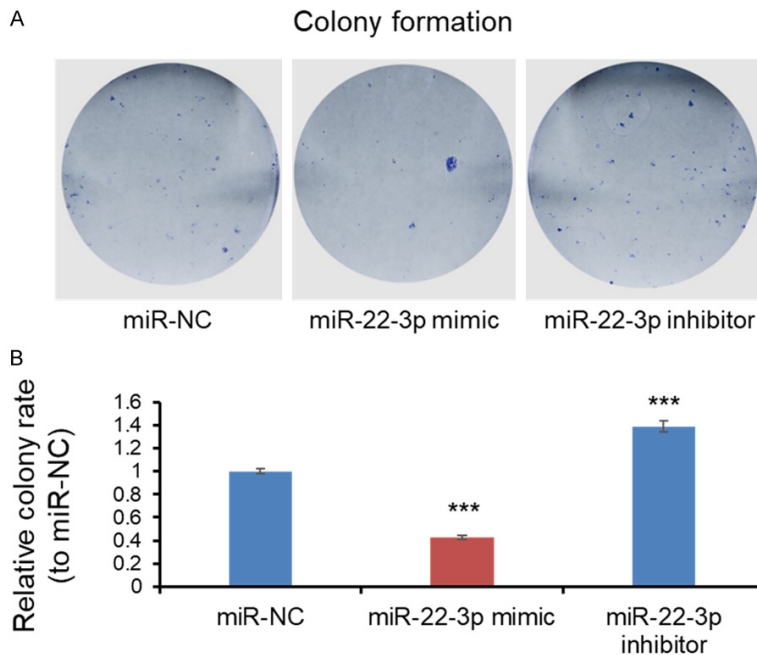 A
Colony formation
miR-NC
miR-22-3p mimic
miR-22-3p inhibitor
B
Relative colony rate
(to miR-NC)
1.6
1.4
1.2
1
0.8
0.6
0.4
0.2
0
***
***
miR-NC
miR-22-3p mimic
miR-22-3p
inhibitor